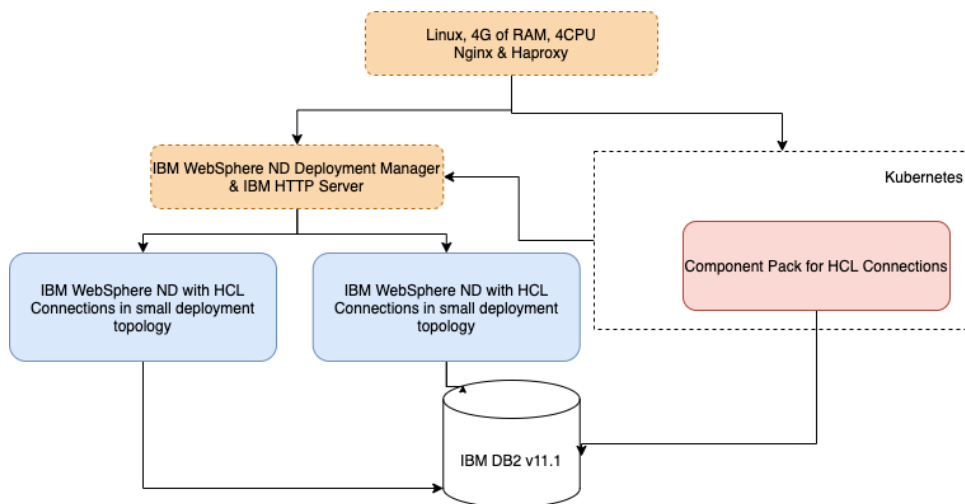 Linux, 4G of RAM, 4CPU
Nginx & Haproxy
IBM WebSphere ND Deployment Manager
& IBM HTTP Server
Kubernetes
Component Pack for HCL Connections
IBM WebSphere ND with HCL
Connections in small deployment
topology
IBM WebSphere ND with HCL
Connections in small deployment
topology
IBM DB2 v11.1